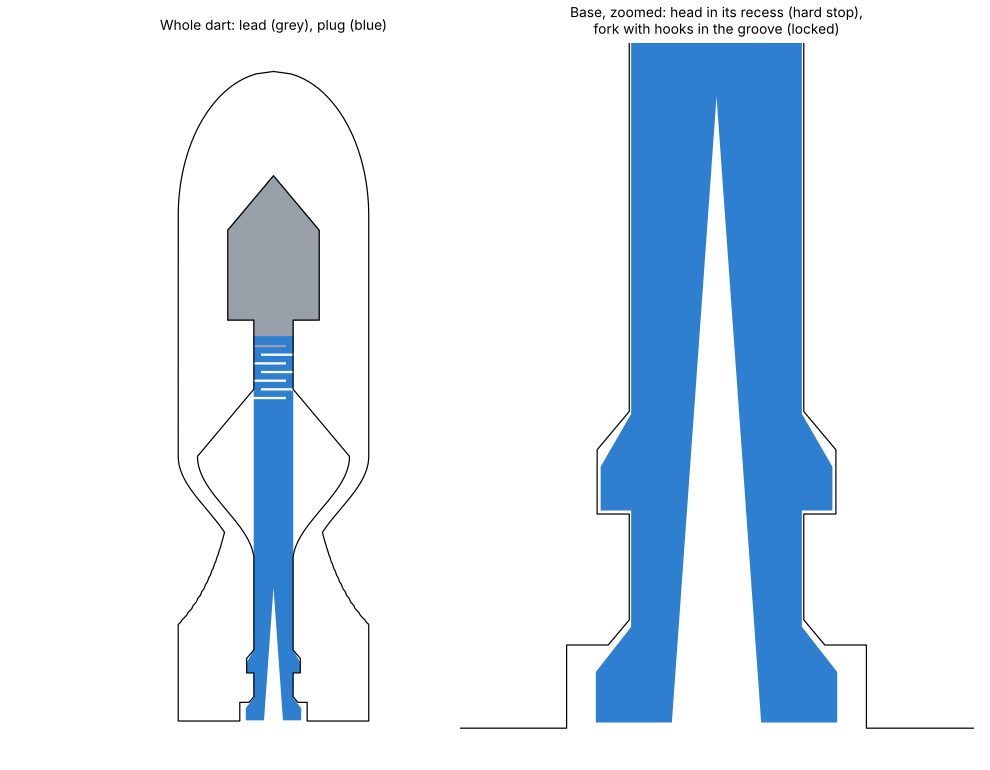 Whole dart: lead (grey), plug (blue)
Base, zoomed: head in its recess (hard stop),
fork with hooks in the groove (locked)